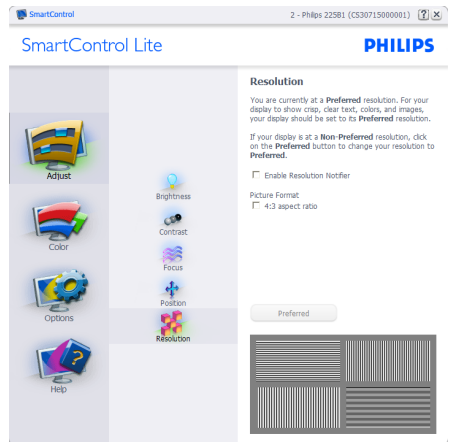 SmartControl
2 - Philips 225B1 (CS30715000001)
SmartControl Lite
PHILIPS
Adjust
Color
Options
Help
Brightness
Contrast
Focus
Position
Resolution
Resolution
You are currently at a Preferred resolution. For your
display to show crisp, clear text, colors, and images,
your display should be set to its Preferred resolution.
If your display is at a Non-Preferred resolution, click
on the Preferred button to change your resolution to
Preferred.
Enable Resolution Notifier
Picture Format
4:3 aspect ratio
Preferred